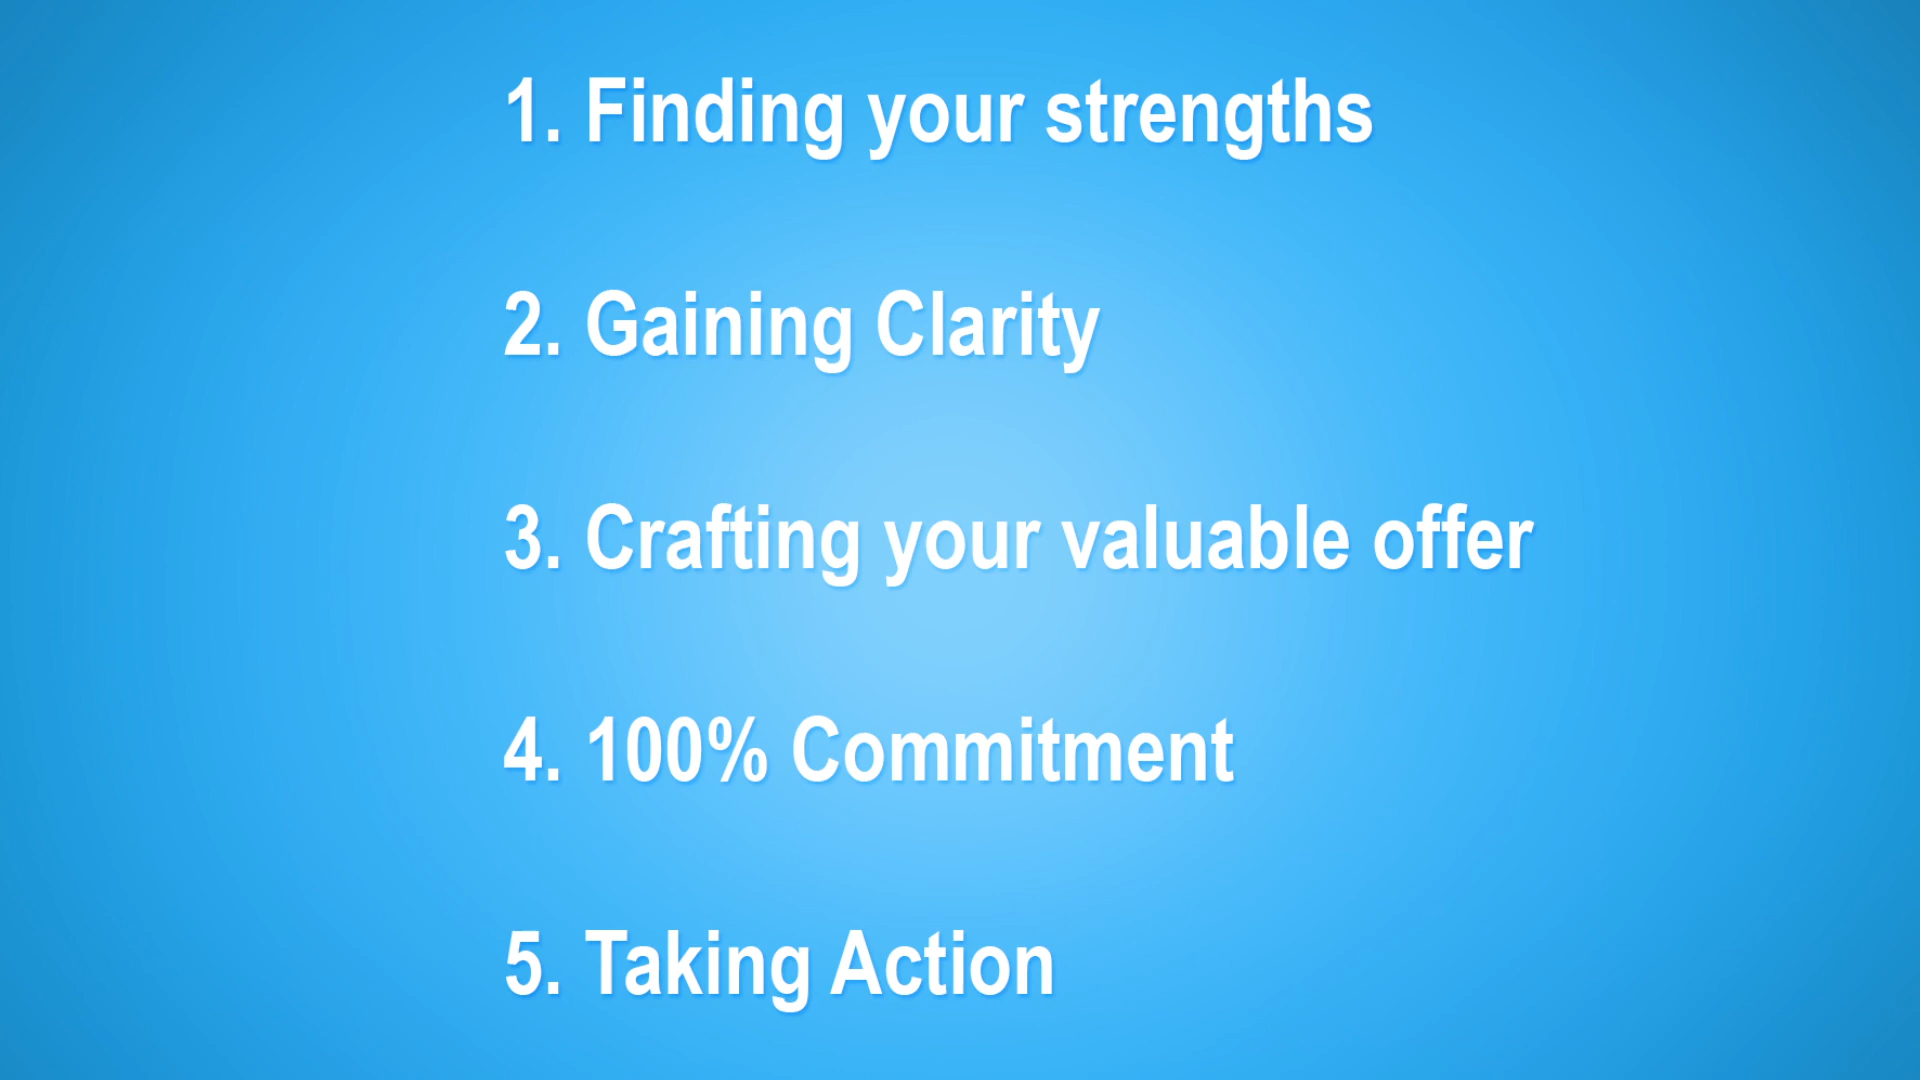 1. Finding your strengths
2. Gaining Clarity
3. Crafting your valuable offer
4. 100% Commitment
5. Taking Action